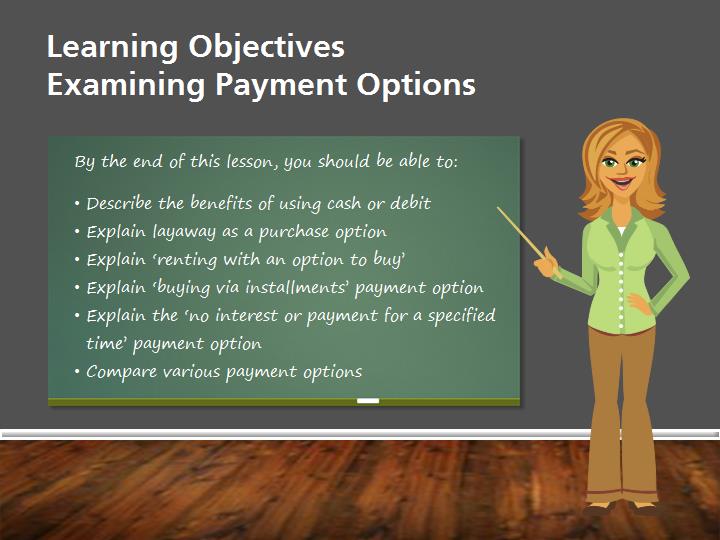 Learning Objectives
Examining Payment Options
By the end of this lesson, you should be able to:
• Describe the benefits of using cash or debit
• Explain layaway as a purchase option
• Explain ‘renting with an option to buy’
• Explain ‘buying via installments’ payment option
• Explain the ‘no interest or payment for a specified
time’ payment option
• Compare various payment options